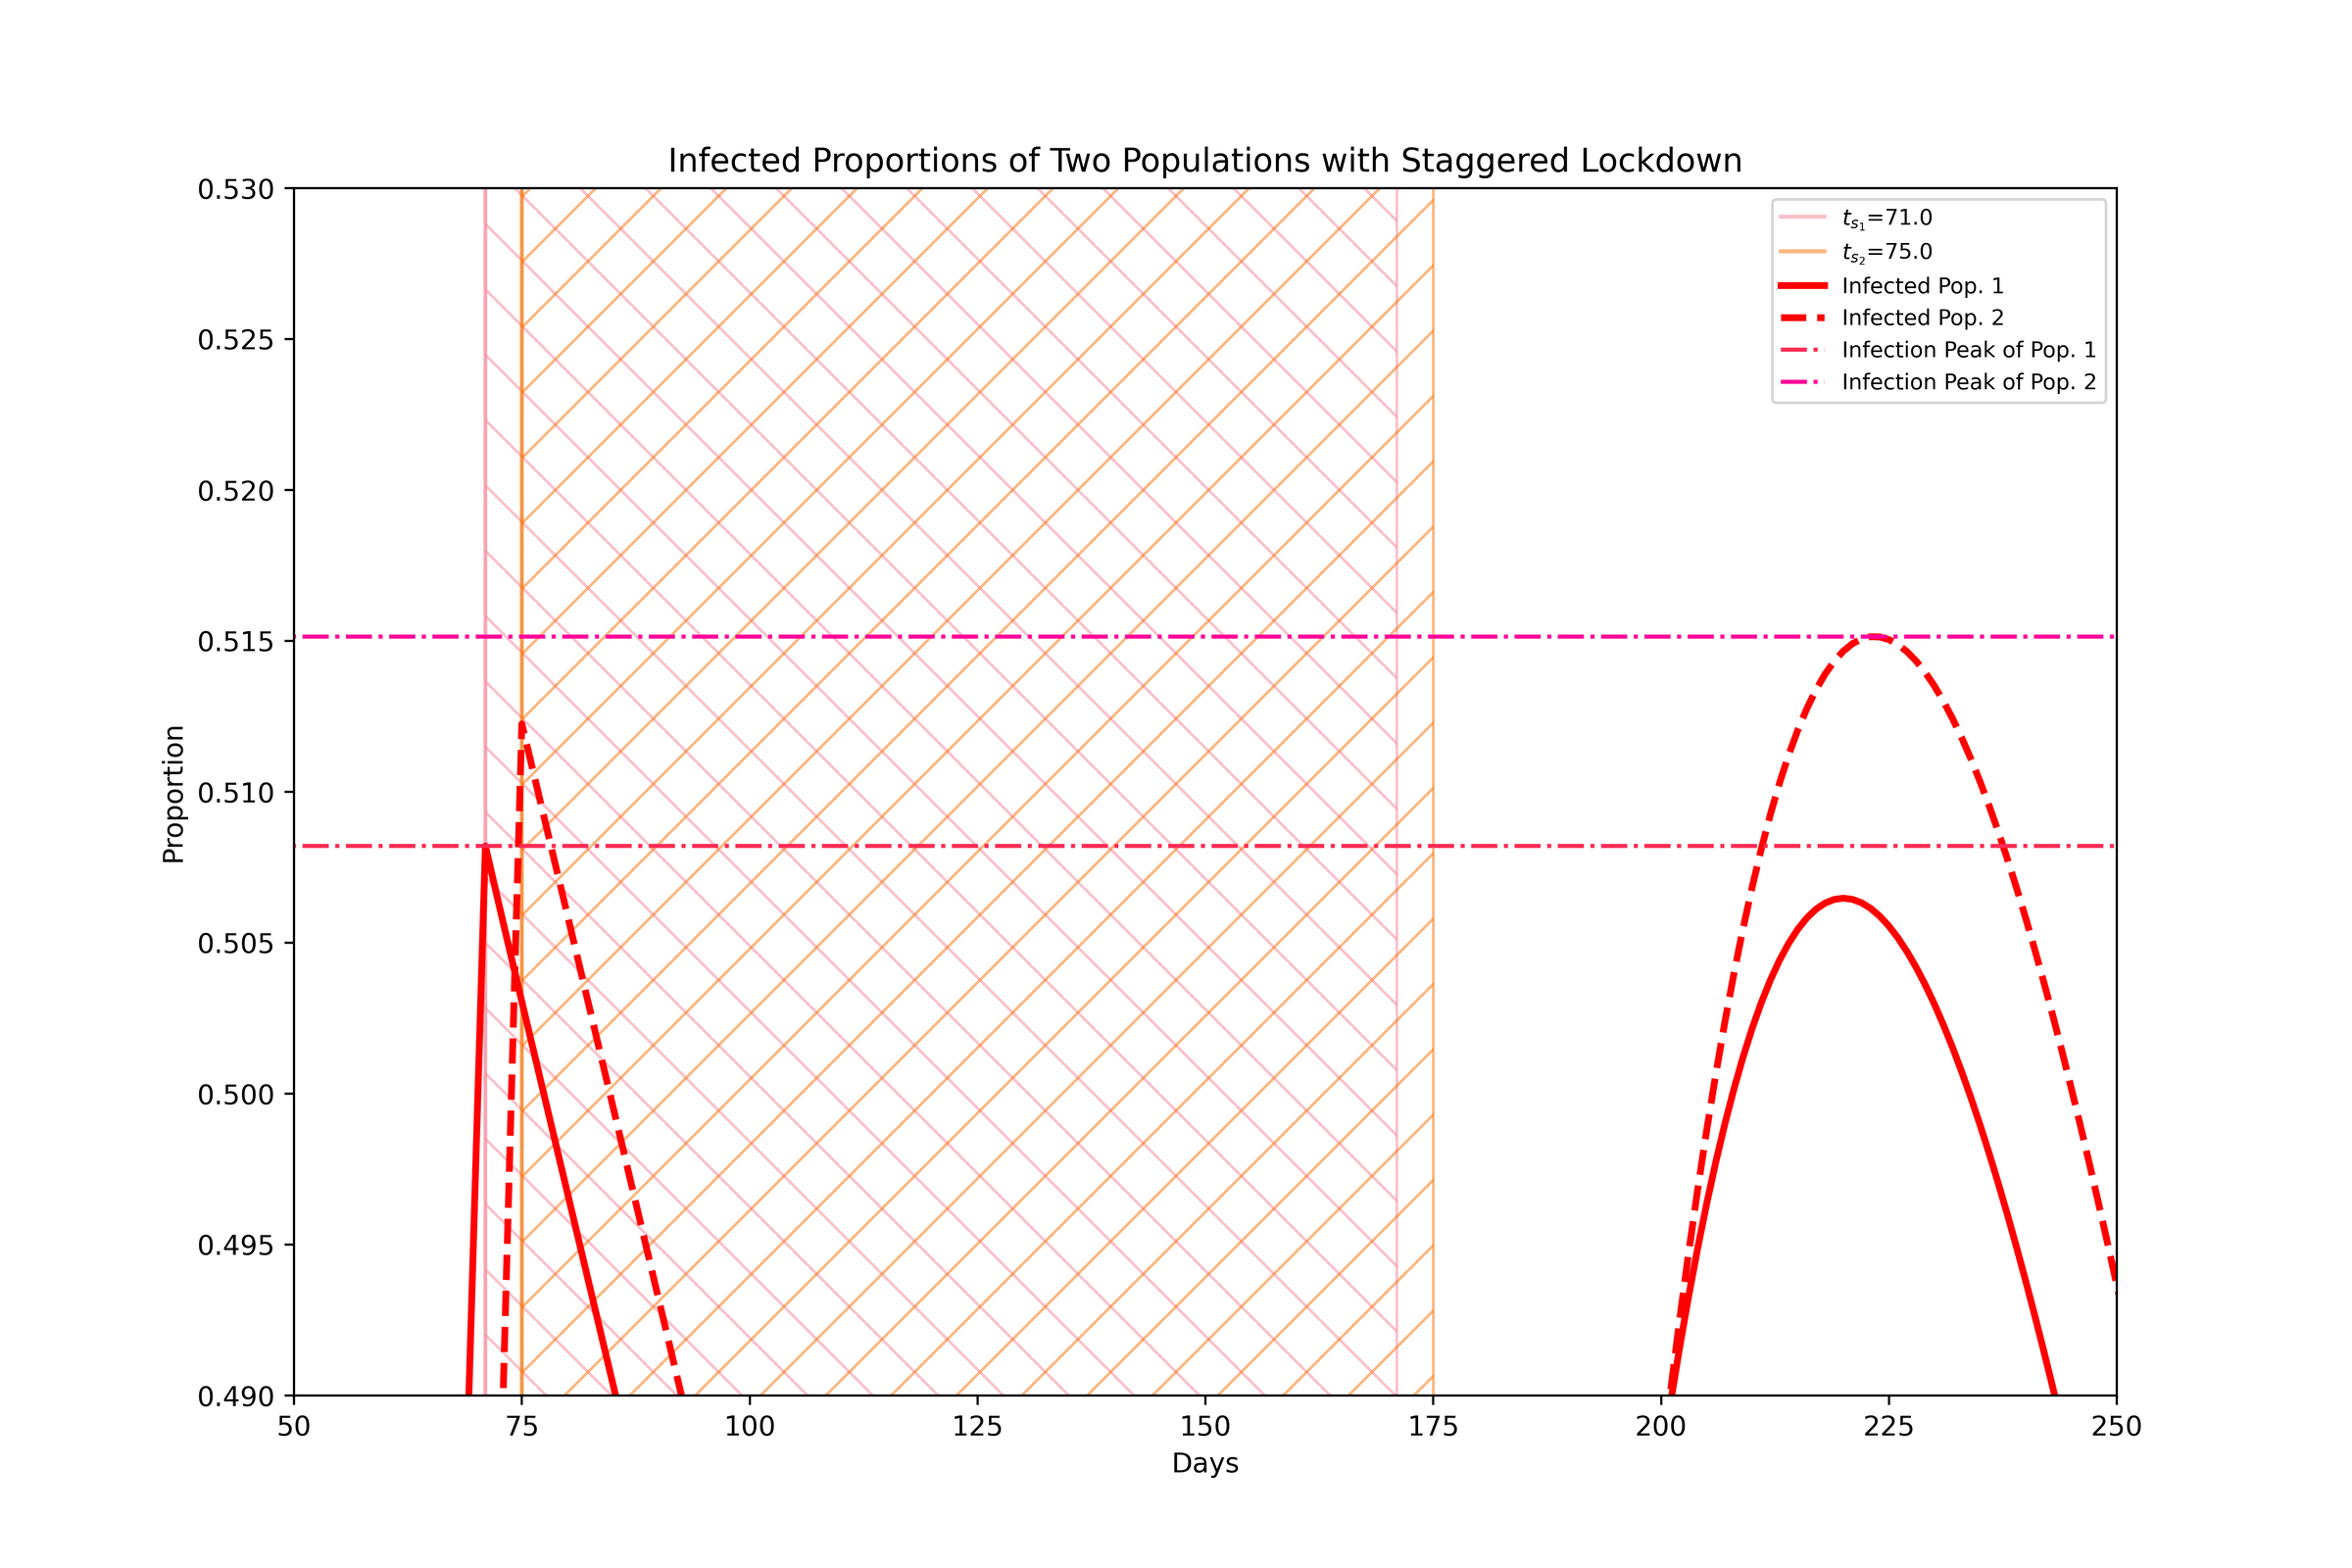 Infected Proportions of Two Populations with Staggered Lockdown
0.530
0.525
0.520
0.515
0.510
0.505
0.500
0.495
0.490
Proportion
t_{s_1}=71.0
t_{s_2}=75.0
Infected Pop. 1
Infected Pop. 2
Infection Peak of Pop. 1
Infection Peak of Pop. 2
50 75 100 125 150 175 200 225 250
Days